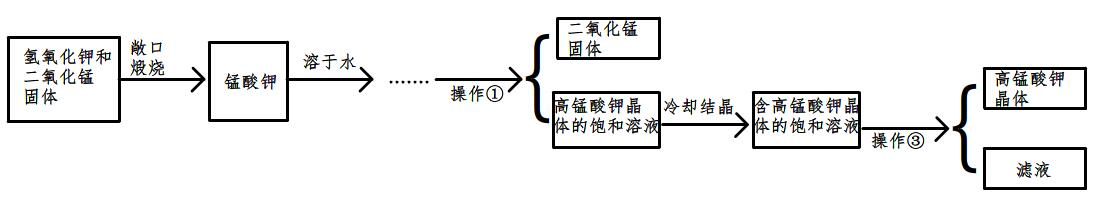 氢氧化钾和
二氧化锰
固体
敞口
煅烧
锰酸钾
溶于水
.......
操作①
二氧化锰
固体
高锰酸钾晶
体的饱和溶液
冷却结晶
含高锰酸钾晶
体的饱和溶液
操作③
高锰酸钾
晶体
滤液